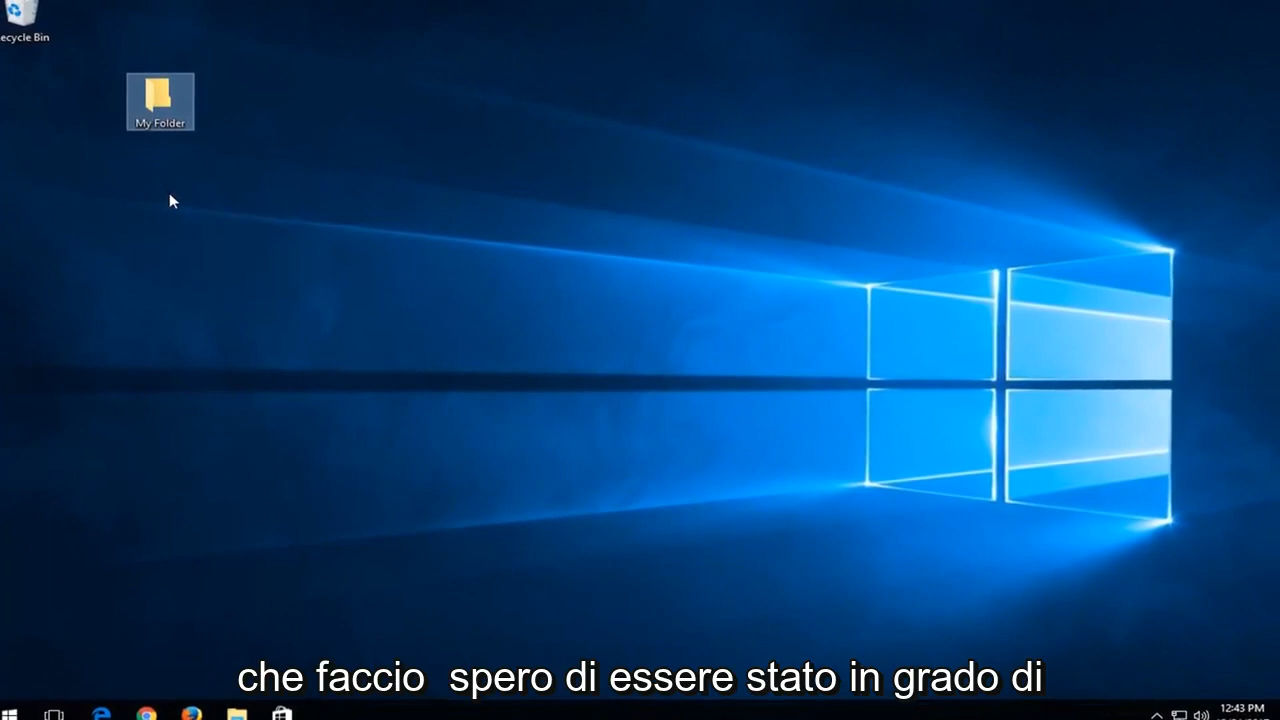 ecycle Bin
My Folder
che faccio  spero di essere stato in grado di
12:43 PM